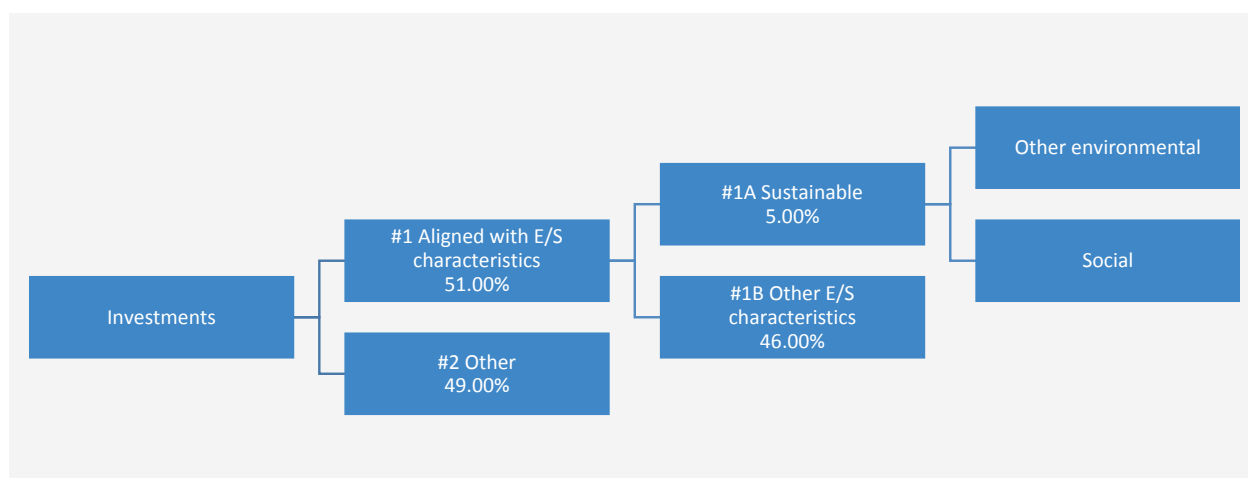 Investments
#1 Aligned with E/S
characteristics
51.00%
#2 Other
49.00%
#1A Sustainable
5.00%
#1B Other E/S
characteristics
46.00%
Other environmental
Social